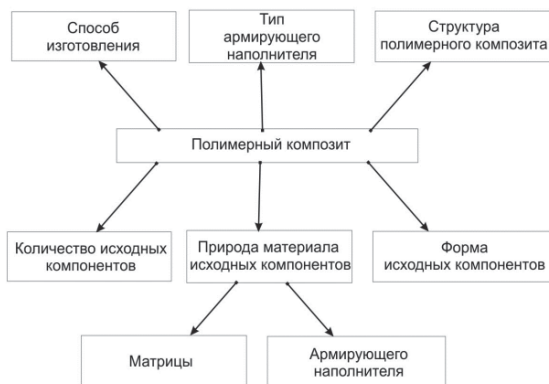 Способ
изготовления
Тип
армирующего
наполнителя
Структура
полимерного композита
Полимерный композит
Количество исходных
компонентов
Природа материала
исходных компонентов
Форма
исходных компонентов
Матрицы
Армирующего
наполнителя